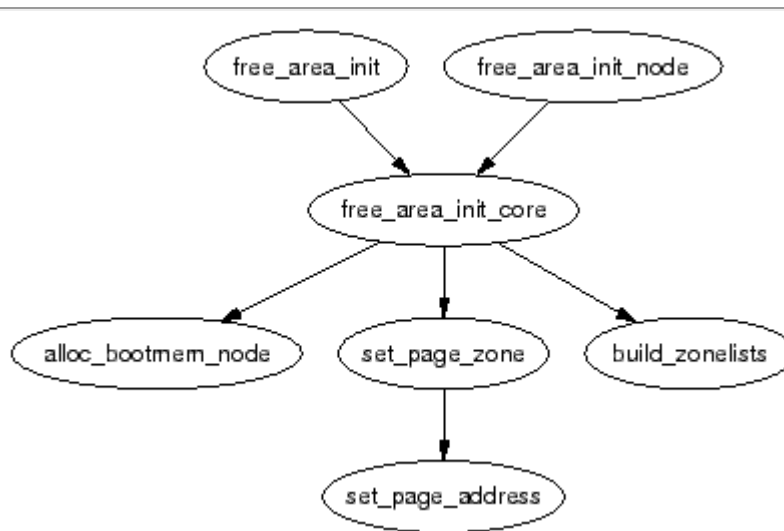 free_area_init
free_area_init_node
free_area_init_core
alloc_bootmem_node
set_page_zone
build_zonelists
set_page_address